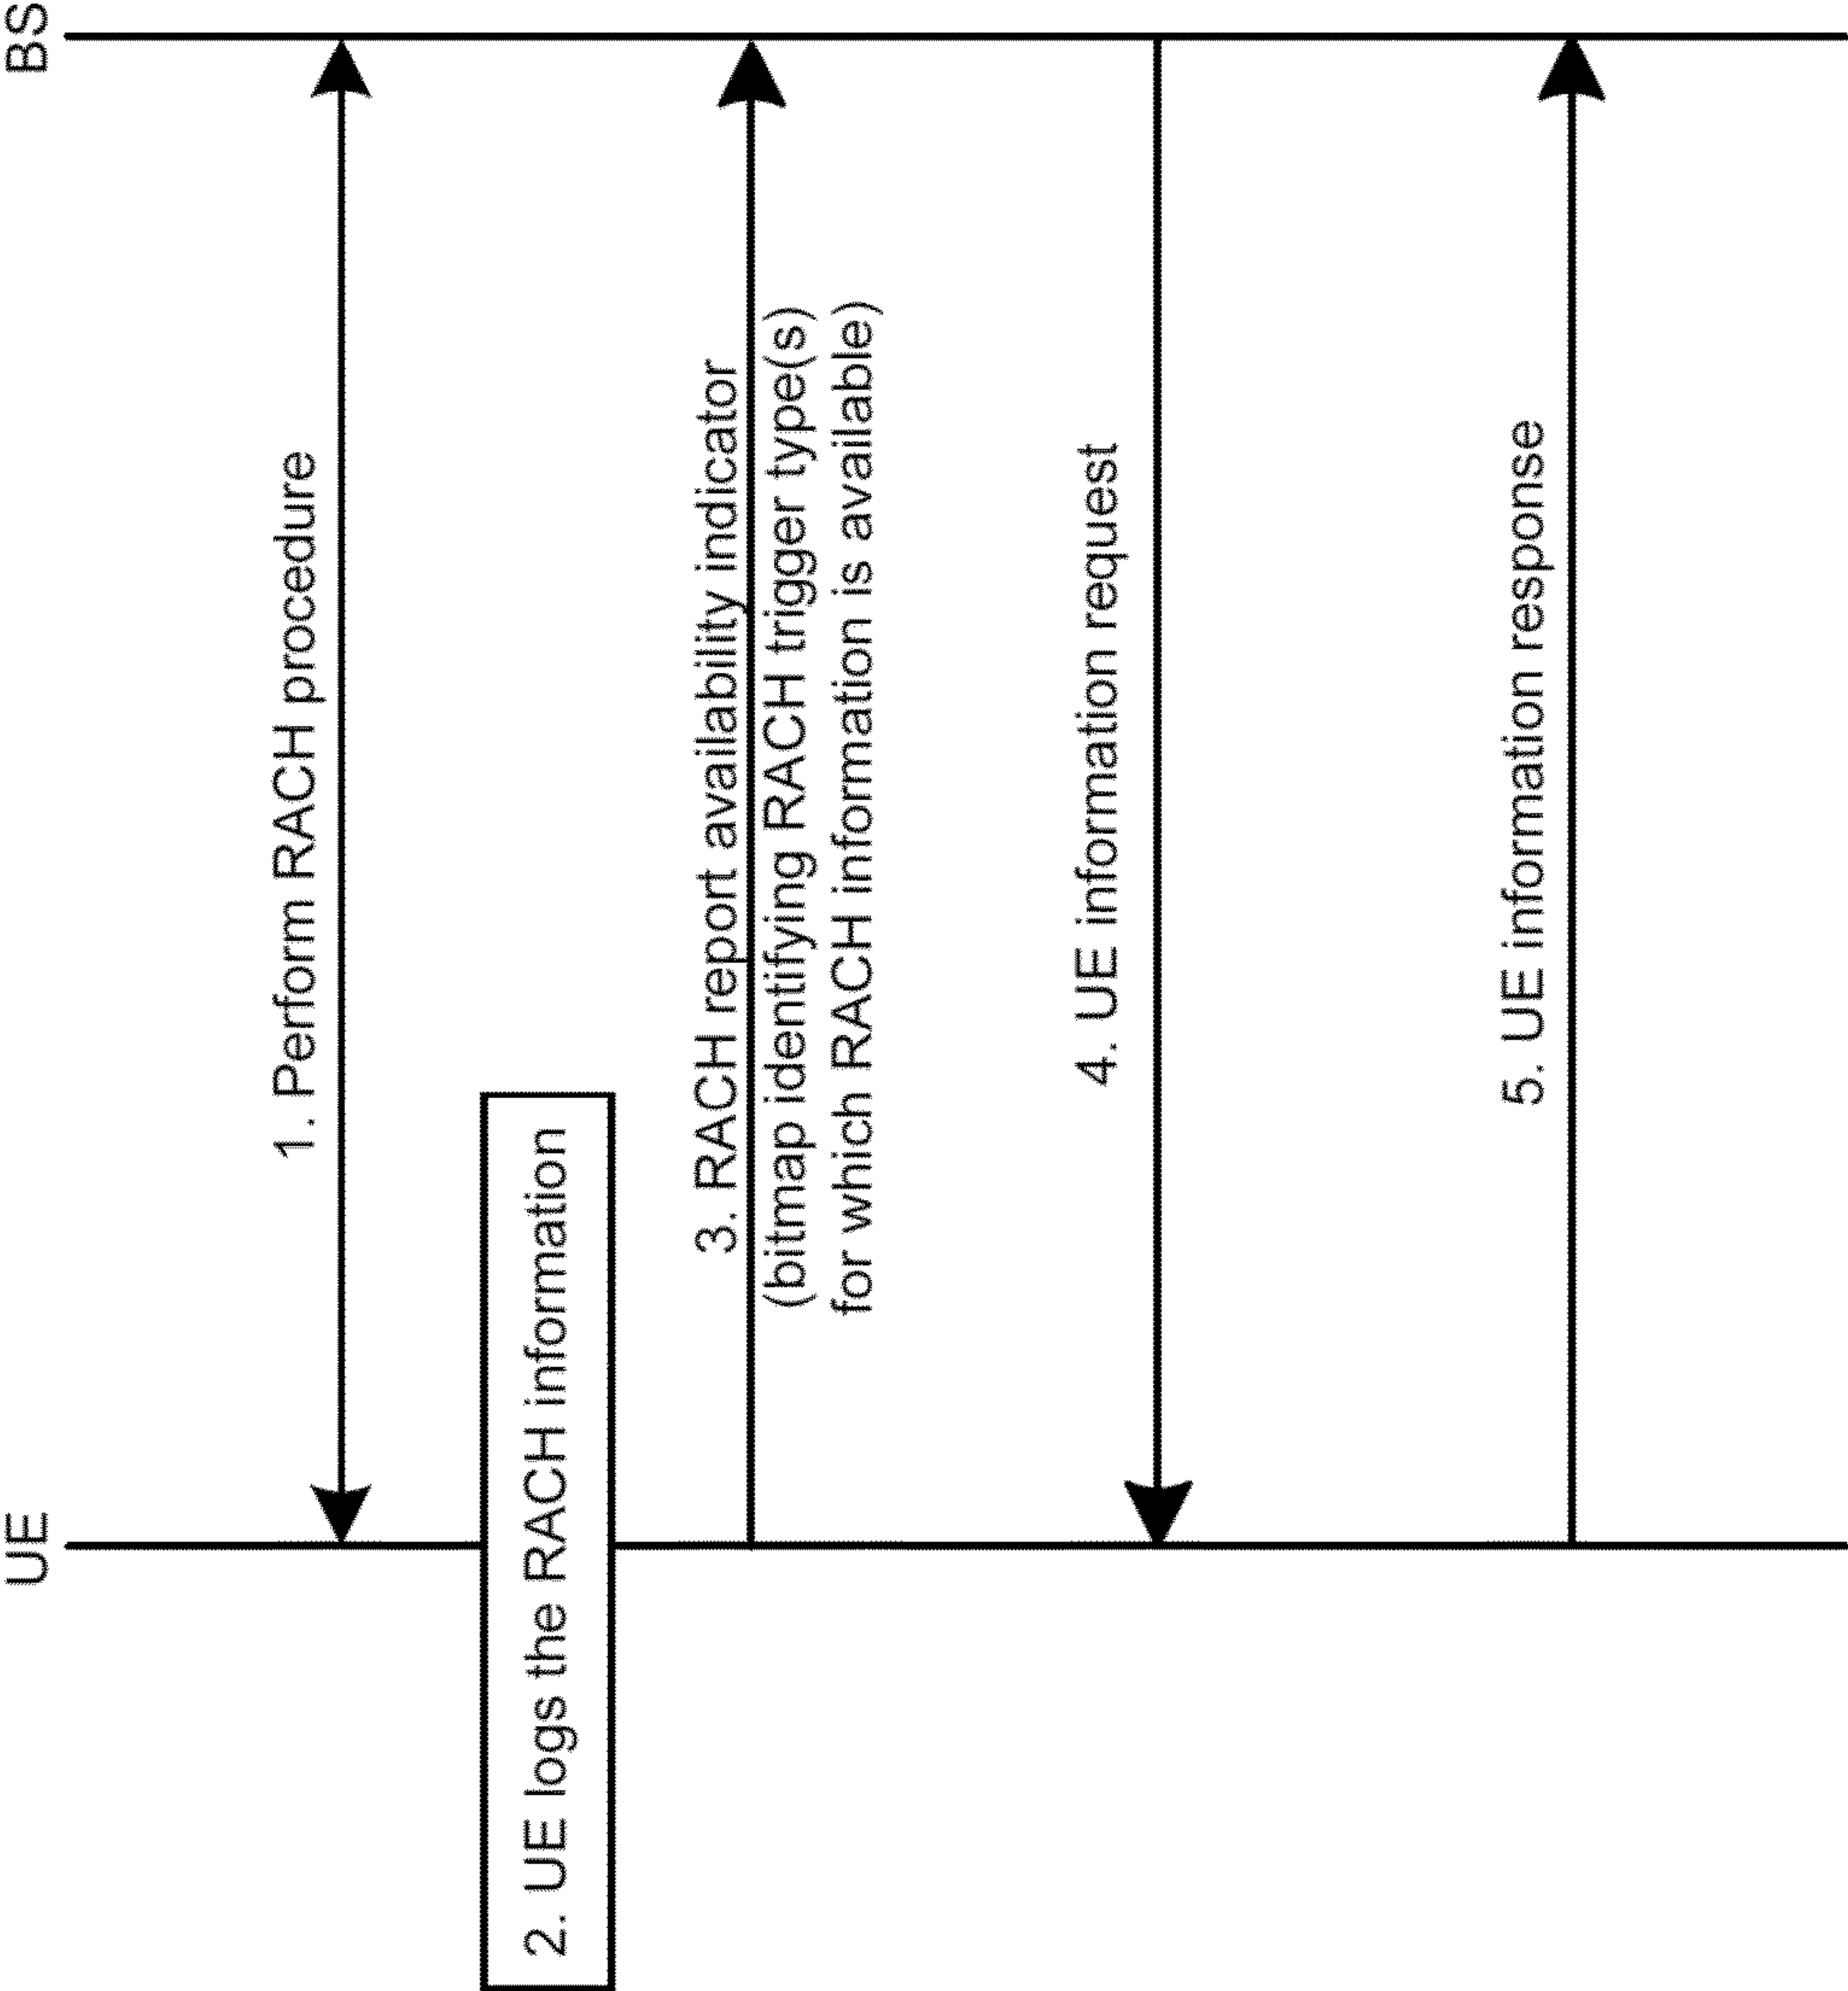 UE
BS
1. Perform RACH procedure
2. UE logs the RACH information
3. RACH report availability indicator
(bitmap identifying RACH trigger type(s)
for which RACH information is available)
4. UE information request
5. UE information response